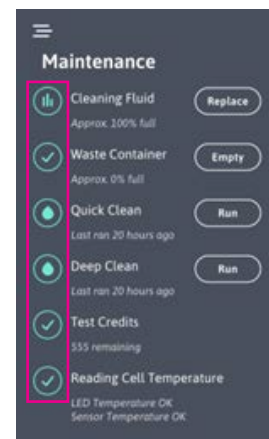 Maintenance
Cleaning Fluid
Replace
Approx. 100% full
Waste Container
Empty
Approx. 0% full
Quick Clean
Run
Last ran 20 hours ago
Deep Clean
Run
Last ran 20 hours ago
Test Credits
555 remaining
Reading Cell Temperature
LED Temperature OK
Sensor Temperature OK